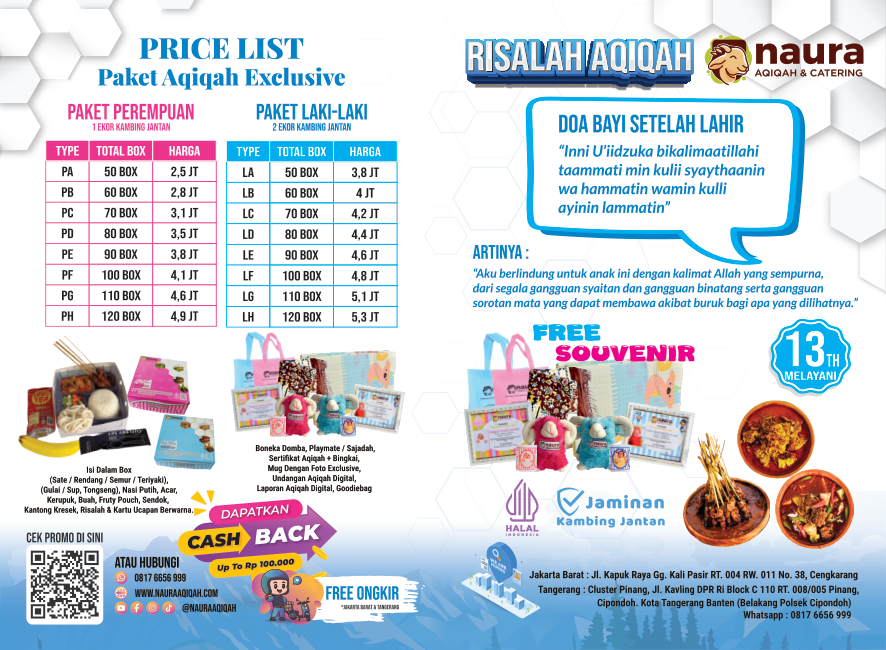 PRICE LIST
Paket Aqiqah Exclusive
PAKET PEREMPUAN
1 EKOR KAMBING JANTAN
TYPE TOTAL BOX HARGA
PA 50 BOX 2,5 JT
PB 60 BOX 2,8 JT
PC 70 BOX 3,1 JT
PD 80 BOX 3,5 JT
PE 90 BOX 3,8 JT
PF 100 BOX 4,1 JT
PG 110 BOX 4,6 JT
PH 120 BOX 4,9 JT
PAKET LAKI-LAKI
2 EKOR KAMBING JANTAN
TYPE TOTAL BOX HARGA
LA 50 BOX 3,8 JT
LB 60 BOX 4 JT
LC 70 BOX 4,2 JT
LD 80 BOX 4,4 JT
LE 90 BOX 4,6 JT
LF 100 BOX 4,8 JT
LG 110 BOX 5,1 JT
LH 120 BOX 5,3 JT
Isi Dalam Box
(Sate / Rendang / Semur / Teriyaki),
(Gulai / Sup, Tongseng), Nasi Putih, Acar,
Kerupuk, Buah, Fruty Pouch, Sendok,
Kantong Kresek, Risalah & Kartu Ucapan Berwarna.
Boneka Domba, Playmate / Sajadah,
Sertifikat Aqiqah + Bingkai,
Mug Dengan Foto Exclusive,
Undangan Aqiqah Digital,
Laporan Aqiqah Digital, Goodiebag
DAPATKAN
CASH BACK
Up To Rp 100.000
CEK PROMO DI SINI
ATAU HUBUNGI
0817 6656 999
WWW.NAURAAQIQAH.COM
@NAURAAQIQAH
FREE ONGKIR
*JAKARTA BARAT & TANGERANG
RISALAH AQIQAH
naura
AQIQAH & CATERING
DOA BAYI SETELAH LAHIR
“Inni U’iidzuka bikalimaatillahi
taammati min kulii syaythaanin
wa hammatin wamin kulli
ayinin lammatin”
ARTINYA :
“Aku berlindung untuk anak ini dengan kalimat Allah yang sempurna,
dari segala gangguan syaitan dan gangguan binatang serta gangguan
sorotan mata yang dapat membawa akibat buruk bagi apa yang dilihatnya.”
FREE
SOUVENIR
13TH
MELAYANI
naura
naura
HALAL
INDONESIA
Jaminan
Kambing Jantan
Jakarta Barat : Jl. Kapuk Raya Gg. Kali Pasir RT. 004 RW. 011 No. 38, Cengkarang
Tangerang : Cluster Pinang, Jl. Kavling DPR Ri Block C 110 RT. 008/005 Pinang,
Cipondoh. Kota Tangerang Banten (Belakang Polsek Cipondoh)
Whatsapp : 0817 6656 999